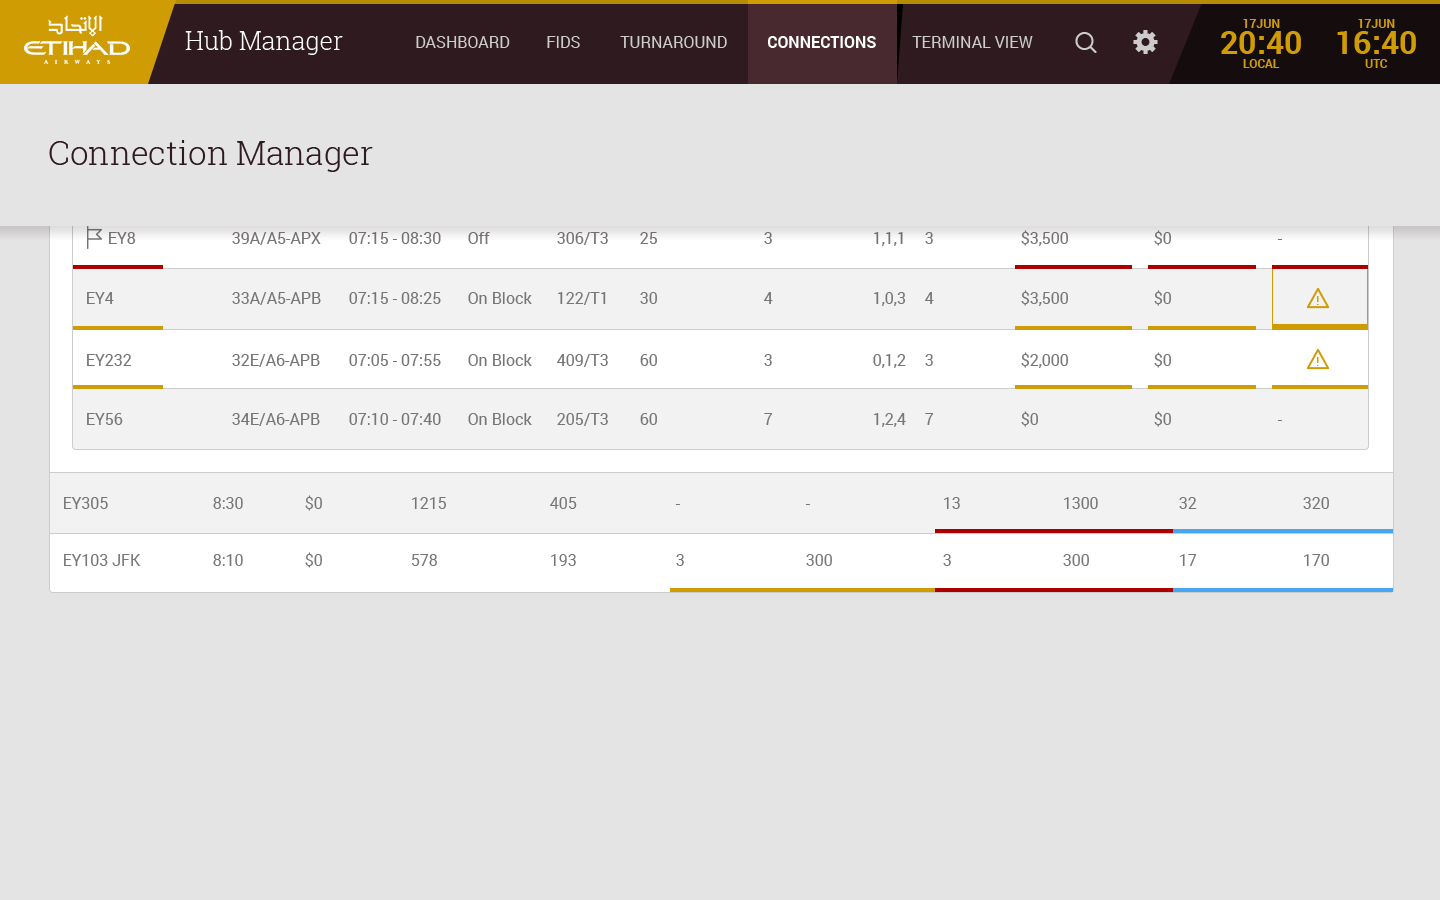 الإتحاد
ETIHAD
AIRWAYS
Hub Manager
DASHBOARD
FIDS
TURNAROUND
CONNECTIONS
TERMINAL VIEW
17JUN
20:40
LOCAL
17JUN
16:40
UTC
Connection Manager
EY8 39A/A5-APX 07:15 - 08:30 Off 306/T3 25 3 1,1,1 3 $3,500 $0 -
EY4 33A/A5-APB 07:15 - 08:25 On Block 122/T1 30 4 1,0,3 4 $3,500 $0
EY232 32E/A6-APB 07:05 - 07:55 On Block 409/T3 60 3 0,1,2 3 $2,000 $0
EY56 34E/A6-APB 07:10 - 07:40 On Block 205/T3 60 7 1,2,4 7 $0 $0 -
EY305 8:30 $0 1215 405 - - 13 1300 32 320
EY103 JFK 8:10 $0 578 193 3 300 3 300 17 170